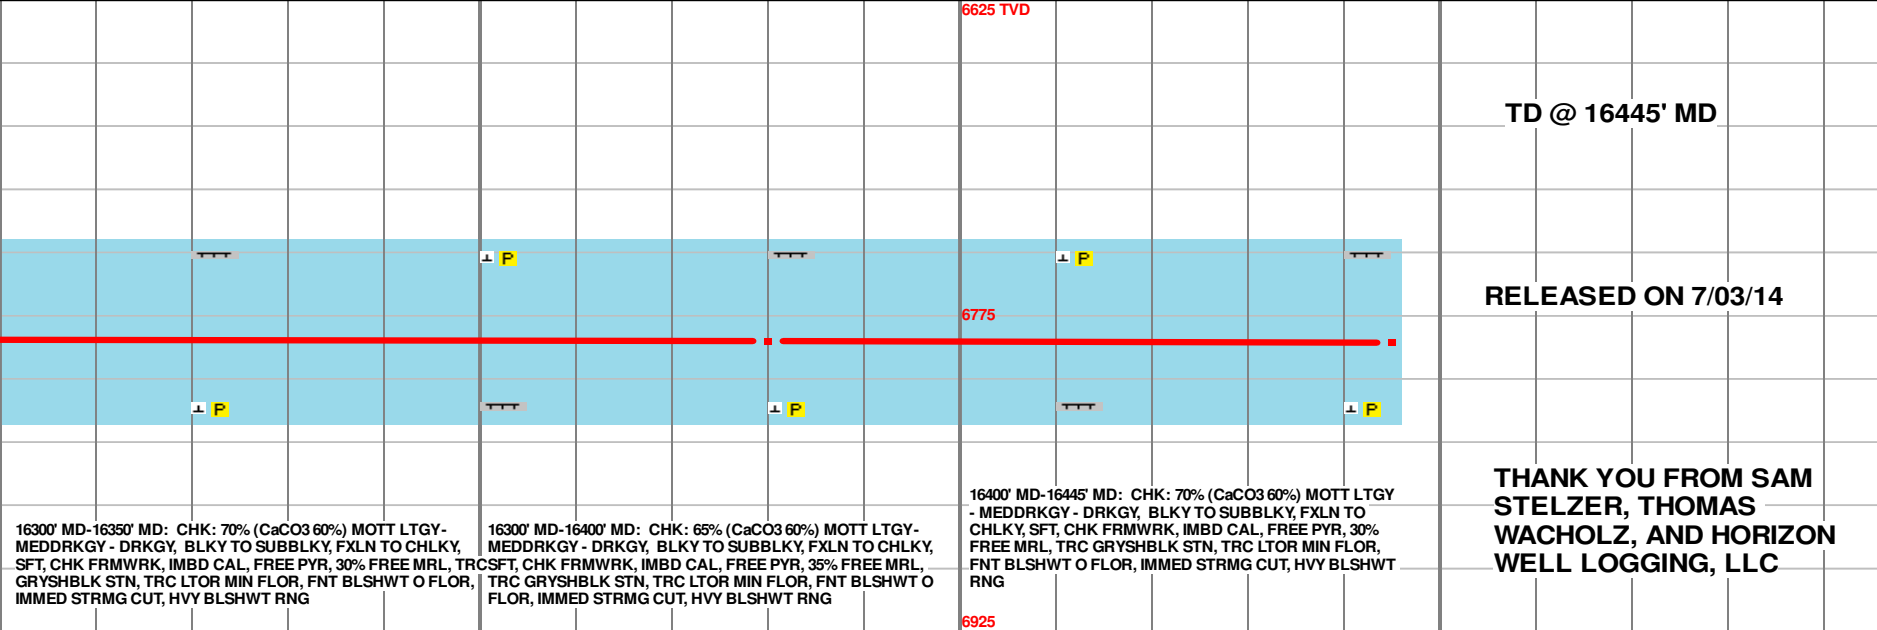 6625 TVD
TD @ 16445' MD
P
P
RELEASED ON 7/03/14
6775
P
P
P
16300' MD-16350' MD: CHK: 70% (CaCO3 60%) MOTT LTGY-
MEDDRKGY - DRKGY, BLKY TO SUBBLKY, FXLN TO CHLKY,
SFT, CHK FRMWRK, IMBD CAL, FREE PYR, 30% FREE MRL, TRC
GRYSHBLK STN, TRC LTOR MIN FLOR, FNT BLSHWT O FLOR,
IMMED STRMG CUT, HVY BLSHWT RNG
16300' MD-16400' MD: CHK: 65% (CaCO3 60%) MOTT LTGY-
MEDDRKGY - DRKGY, BLKY TO SUBBLKY, FXLN TO CHLKY,
SFT, CHK FRMWRK, IMBD CAL, FREE PYR, 35% FREE MRL,
TRC GRYSHBLK STN, TRC LTOR MIN FLOR, FNT BLSHWT O
FLOR, IMMED STRMG CUT, HVY BLSHWT RNG
16400' MD-16445' MD: CHK: 70% (CaCO3 60%) MOTT LTGY
- MEDDRKGY - DRKGY, BLKY TO SUBBLKY, FXLN TO
CHLKY, SFT, CHK FRMWRK, IMBD CAL, FREE PYR, 30%
FREE MRL, TRC GRYSHBLK STN, TRC LTOR MIN FLOR,
FNT BLSHWT O FLOR, IMMED STRMG CUT, HVY BLSHWT
RNG
THANK YOU FROM SAM
STELZER, THOMAS
WACHOLZ, AND HORIZON
WELL LOGGING, LLC
6925